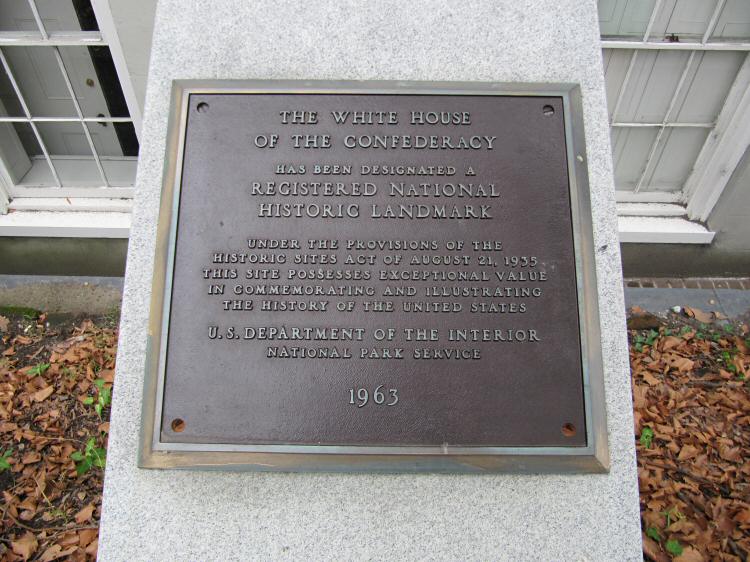 THE WHITE HOUSE
OF THE CONFEDERACY
HAS BEEN DESIGNATED A
REGISTERED NATIONAL
HISTORIC LANDMARK
UNDER THE PROVISIONS OF THE
HISTORIC SITES ACT OF AUGUST 21, 1935
THIS SITE POSSESSES EXCEPTIONAL VALUE
IN COMMEMORATING AND ILLUSTRATING
THE HISTORY OF THE UNITED STATES
U. S. DEPARTMENT OF THE INTERIOR
NATIONAL PARK SERVICE
1963